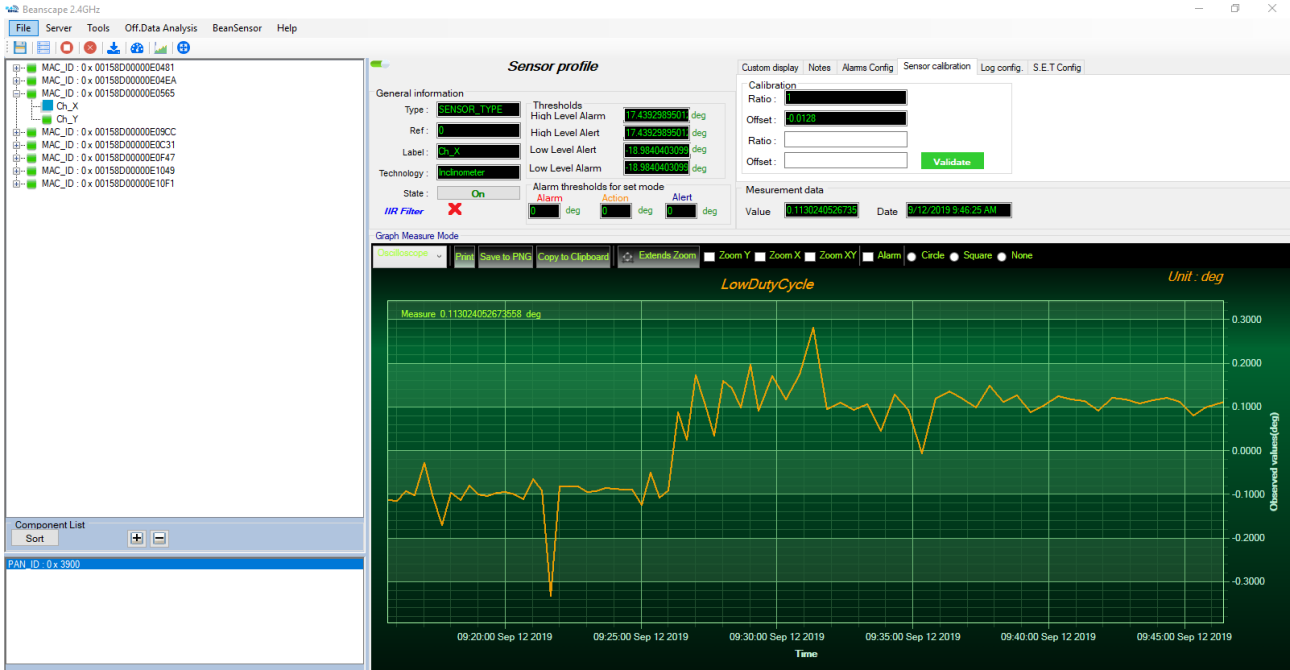 Beanscape 2.4GHz
File Server Tools Off.Data Analysis BeanSensor Help
MAC_ID : 0 x 00158D00000E0481
MAC_ID : 0 x 00158D00000E04EA
MAC_ID : 0 x 00158D00000E0565
Ch_X
Ch_Y
MAC_ID : 0 x 00158D00000E09CC
MAC_ID : 0 x 00158D00000E0C31
MAC_ID : 0 x 00158D00000E0F47
MAC_ID : 0 x 00158D00000E1049
MAC_ID : 0 x 00158D00000E10F1
Component List
Sort
PAN_ID : 0 x 3900
Sensor profile
General information
Type : SENSOR_TYPE
Ref : 0
Label : Ch_X
Technology : Inclinometer
State : On
IIR Filter
Thresholds
High Level Alarm 17.4392989501 deg
High Level Alert 17.4392989501 deg
Low Level Alert -18.9840403099 deg
Low Level Alarm -18.9840403099 deg
Alarm thresholds for set mode
Alarm Action Alert
0 deg 0 deg 0 deg
Custom display Notes Alarms Config Sensor calibration Log config. S.E.T Config
Calibration
Ratio : 1
Offset : -0.0128
Ratio :
Offset :
Validate
Mesurement data
Value 0.1130240526735 Date 9/12/2019 9:46:25 AM
Graph Measure Mode
Oscilloscope Print Save to PNG Copy to Clipboard Extends Zoom Zoom Y Zoom X Zoom XY Alarm Circle Square None
LowDutyCycle
Unit : deg
Measure 0.113024052673558 deg
0.3000
0.2000
0.1000
0.0000
-0.1000
-0.2000
-0.3000
Observed values(deg)
09:20:00 Sep 12 2019 09:25:00 Sep 12 2019 09:30:00 Sep 12 2019 09:35:00 Sep 12 2019 09:40:00 Sep 12 2019 09:45:00 Sep 12 2019
Time